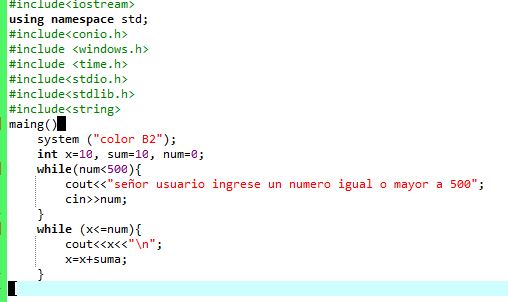 #include<iostream>
using namespace std;
#include<conio.h>
#include <windows.h>
#include <time.h>
#include<stdio.h>
#include<stdlib.h>
#include<string>
maing()
system ("color B2");
int x=10, sum=10, num=0;
while(num<500){
cout<<"señor usuario ingrese un numero igual o mayor a 500";
cin>>num;
}
while (x<=num){
cout<<x<<"\n";
x=x+suma;
}